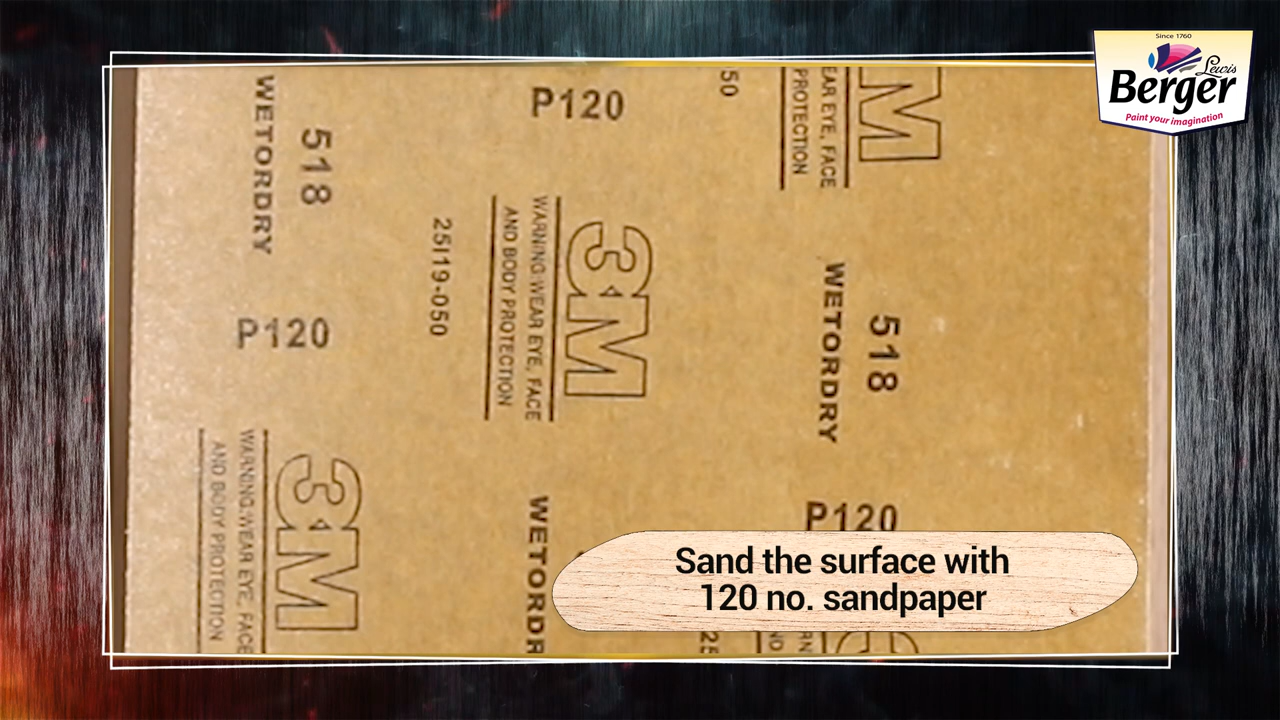 Since 1760
Lewis
Berger
Paint your imagination
WETORDRY
518
P120
50
EAR EYE, FACE
PROTECTION
3M
25I19-050
WARNING:WEAR EYE, FACE
AND BODY PROTECTION
3M
WETORDRY
518
P120
WARNING:WEAR EYE, FACE
AND BODY PROTECTION
3M
WETORDR
P120
Sand the surface with
120 no. sandpaper